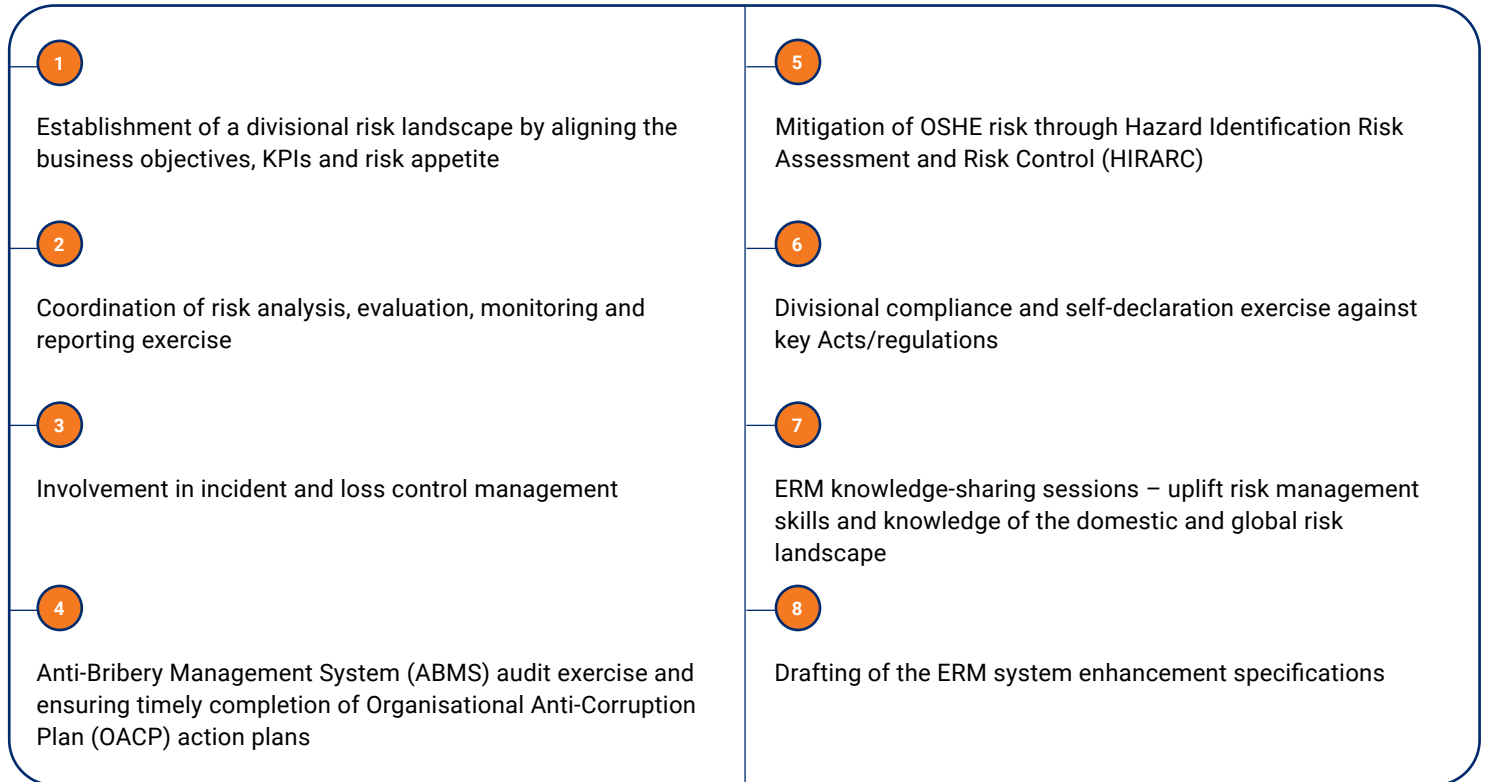 1
Establishment of a divisional risk landscape by aligning the
business objectives, KPIs and risk appetite
2
Coordination of risk analysis, evaluation, monitoring and
reporting exercise
3
Involvement in incident and loss control management
4
Anti-Bribery Management System (ABMS) audit exercise and
ensuring timely completion of Organisational Anti-Corruption
Plan (OACP) action plans
5
Mitigation of OSHE risk through Hazard Identification Risk
Assessment and Risk Control (HIRARC)
6
Divisional compliance and self-declaration exercise against
key Acts/regulations
7
ERM knowledge-sharing sessions – uplift risk management
skills and knowledge of the domestic and global risk
landscape
8
Drafting of the ERM system enhancement specifications